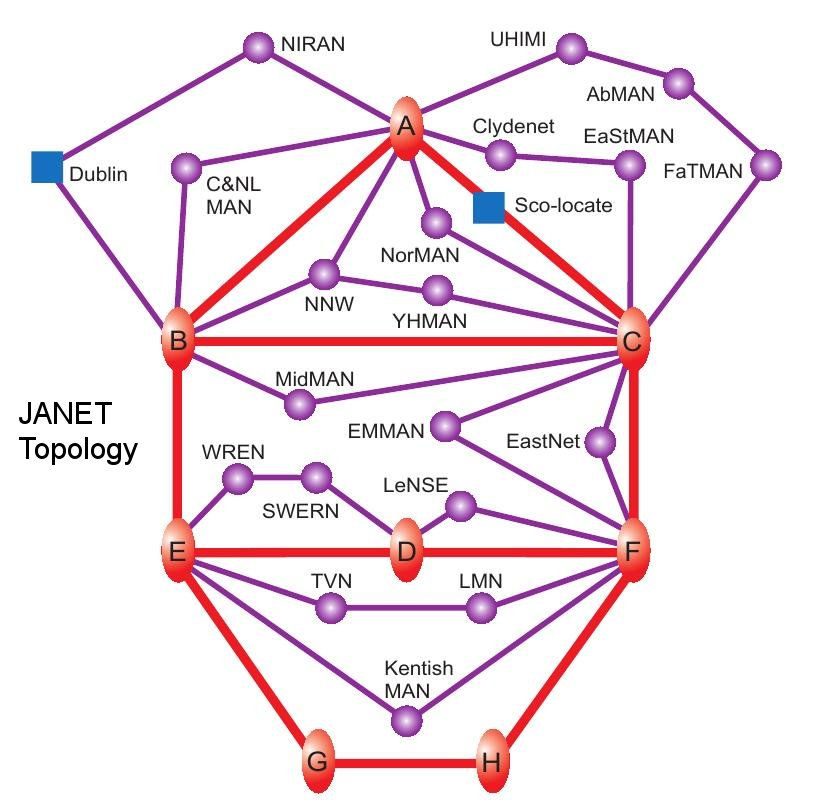 NIRAN
UHIMI
AbMAN
A
Clydenet
EaStMAN
FaTMAN
Dublin
C&NL
MAN
Sco-locate
NorMAN
NNW
YHMAN
B
C
MidMAN
JANET
Topology
EMMAN
EastNet
WREN
SWERN
LeNSE
E
D
F
TVN
LMN
Kentish
MAN
G
H